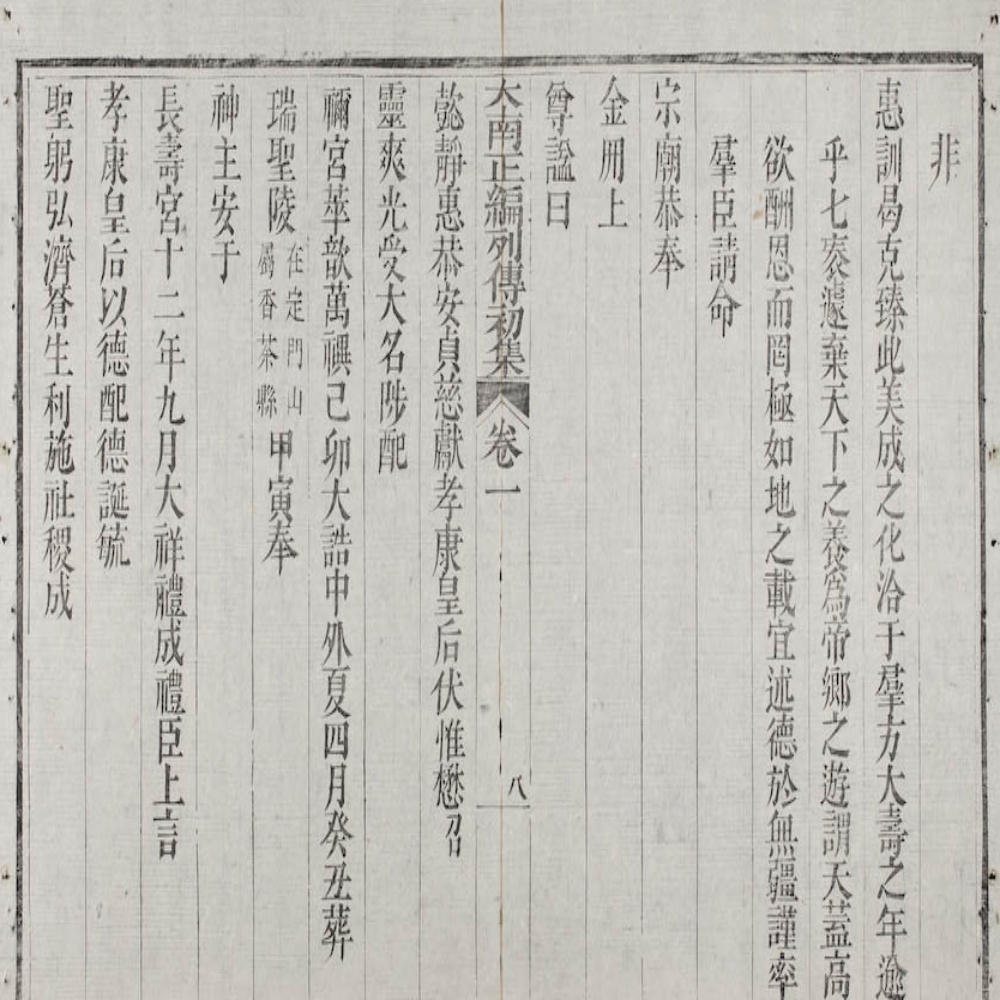 非
惠訓曷克臻此美成之化洽于羣方大壽之年逾
乎七袠遽棄天下之養爲帝鄉之遊謂天葢高
欲酬恩而罔極如地之載宜述德於無疆謹率
羣臣請命
宗廟恭奉
金冊上
尊諡曰
大南正編列傳初集 卷一 八
懿靜惠恭安貞慈獻孝康皇后伏惟懋昭
靈爽光受大名陟配
禰宮萃歆萬禩己卯大誥中外夏四月癸丑葬
瑞聖陵在定門山屬香茶縣甲寅奉
神主安于
長壽宮十二年九月大祥禮成禮臣上言
孝康皇后以德配德誕毓
聖躬弘濟蒼生利施社稷成